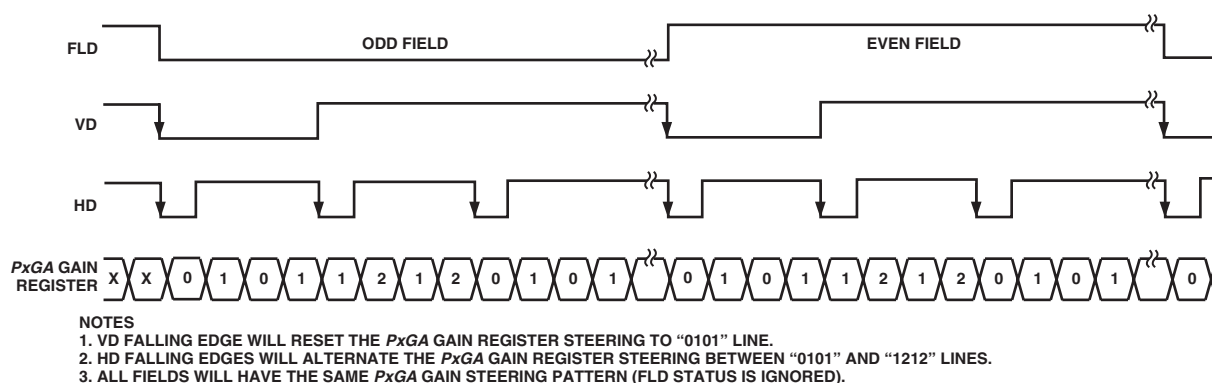 FLD
ODD FIELD
EVEN FIELD
VD
HD
PxGA GAIN
REGISTER
X X 0 1 0 1 1 2 1 2 0 1 0 1 0 1 0 1 1 2 1 2 0 1 0 1 0
NOTES
1. VD FALLING EDGE WILL RESET THE PxGA GAIN REGISTER STEERING TO “0101” LINE.
2. HD FALLING EDGES WILL ALTERNATE THE PxGA GAIN REGISTER STEERING BETWEEN “0101” AND “1212” LINES.
3. ALL FIELDS WILL HAVE THE SAME PxGA GAIN STEERING PATTERN (FLD STATUS IS IGNORED).